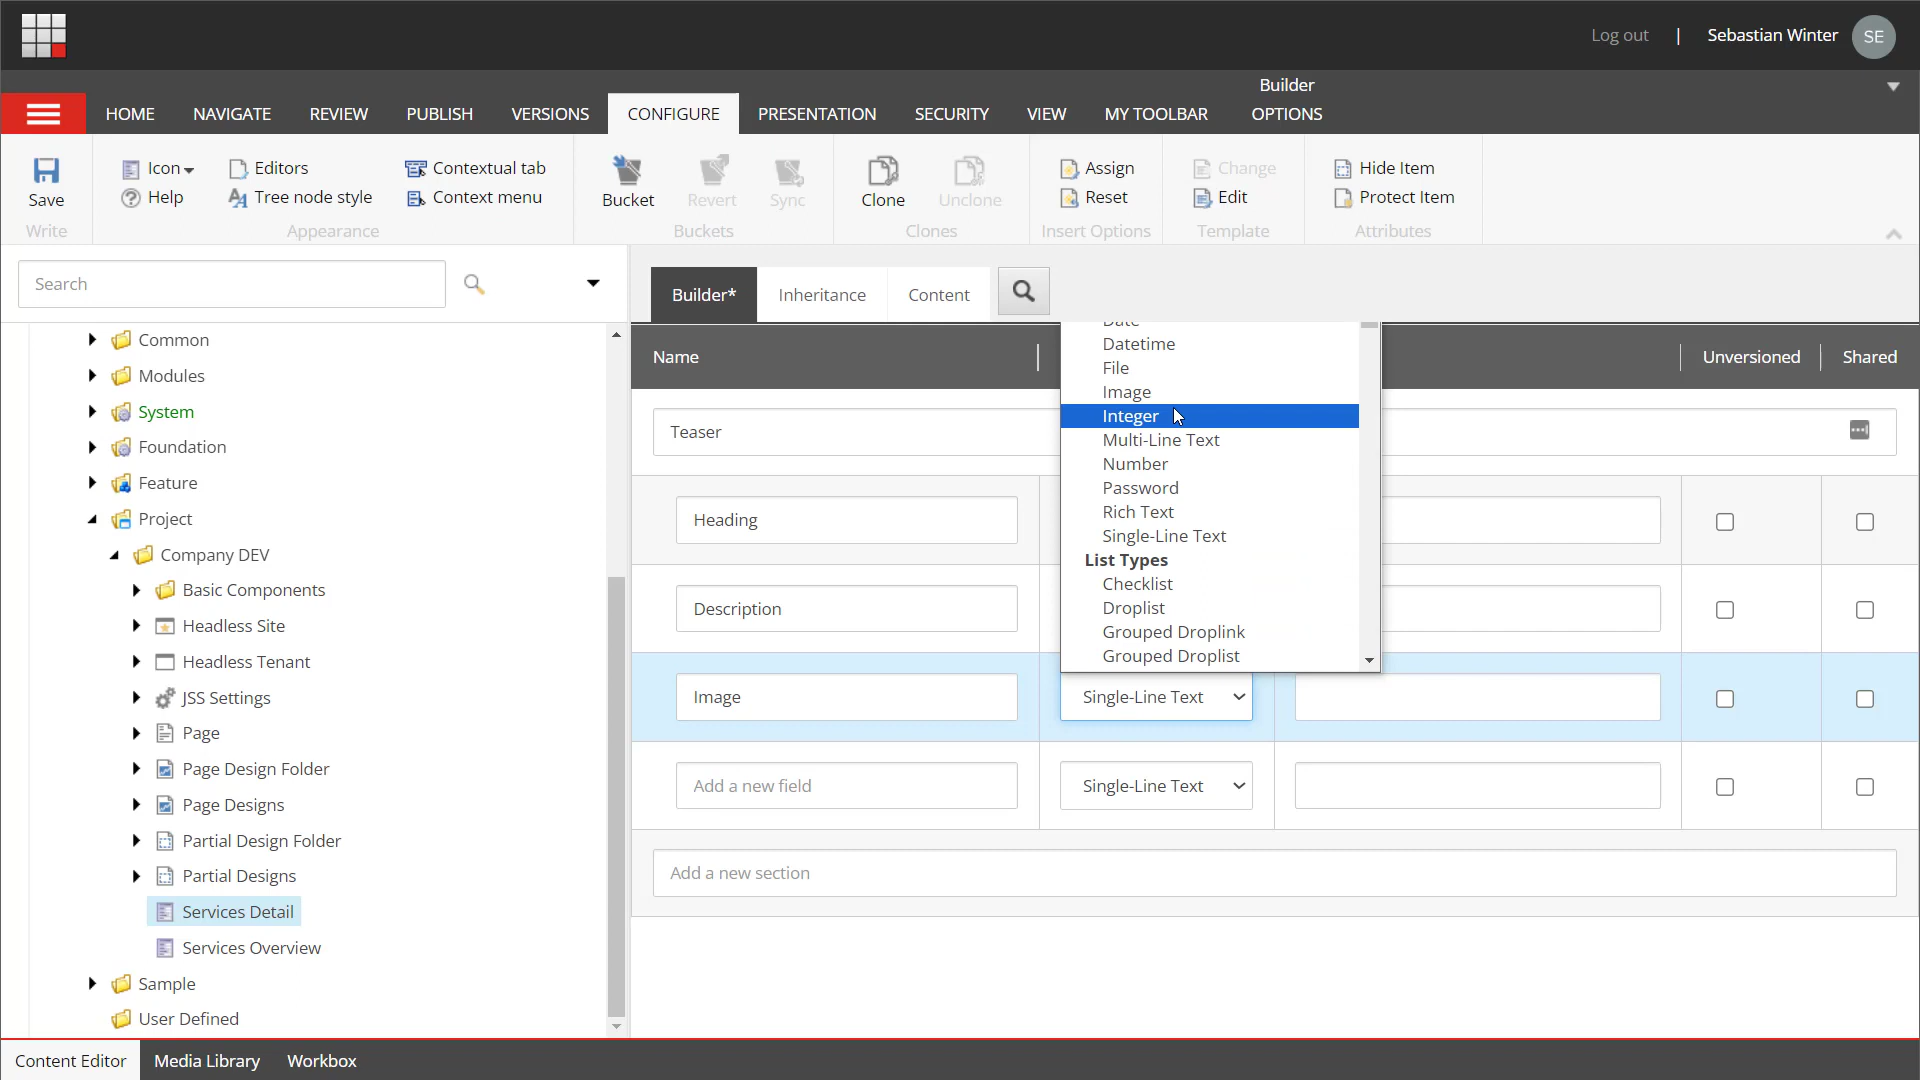 Log out | Sebastian Winter SE
Builder
HOME NAVIGATE REVIEW PUBLISH VERSIONS CONFIGURE PRESENTATION SECURITY VIEW MY TOOLBAR OPTIONS
Save
Write
Icon
Help
Editors
Tree node style
Contextual tab
Context menu
Appearance
Bucket
Revert
Sync
Buckets
Clone
Unclone
Clones
Assign
Reset
Insert Options
Change
Edit
Template
Hide Item
Protect Item
Attributes
Search
Common
Modules
System
Foundation
Feature
Project
Company DEV
Basic Components
Headless Site
Headless Tenant
JSS Settings
Page
Page Design Folder
Page Designs
Partial Design Folder
Partial Designs
Services Detail
Services Overview
Sample
User Defined
Builder* Inheritance Content
Name Unversioned Shared
Teaser
Heading
Description
Image Single-Line Text
Add a new field Single-Line Text
Add a new section
Date
Datetime
File
Image
Integer
Multi-Line Text
Number
Password
Rich Text
Single-Line Text
List Types
Checklist
Droplist
Grouped Droplink
Grouped Droplist
Content Editor Media Library Workbox